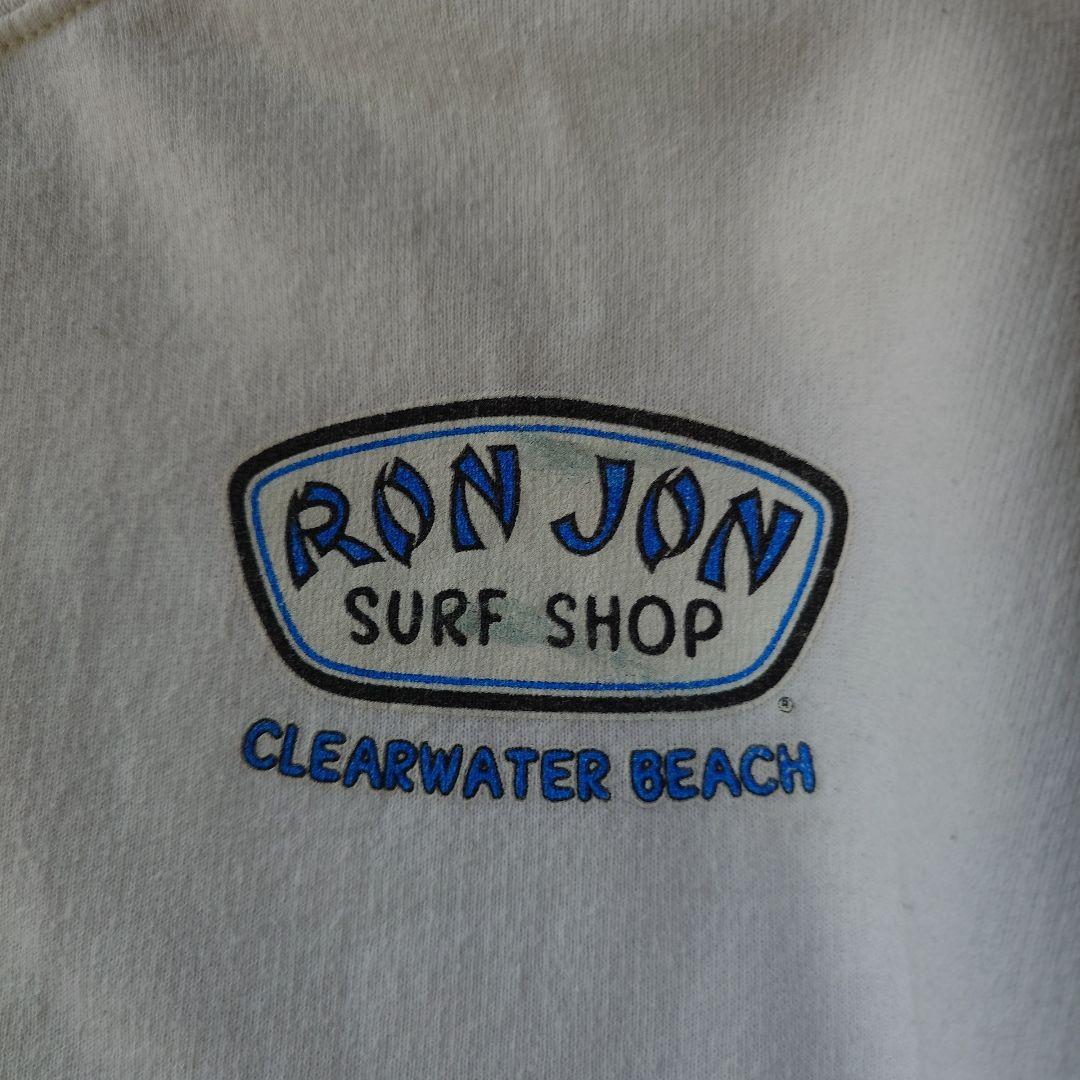 RON JON
SURF SHOP
®
CLEARWATER BEACH